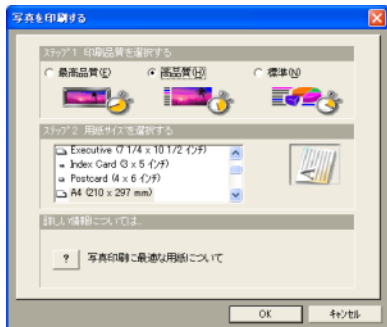 写真を印刷する
ステップ1 印刷品質を選択する
最高品質(E)
高品質(H)
標準(N)
ステップ2 用紙サイズを選択する
Executive (7 1/4 x 10 1/2 インチ)
Index Card (3 x 5 インチ)
Postcard (4 x 6 インチ)
A4 (210 x 297 mm)
詳しい情報については...
? 写真印刷に最適な用紙について
OK キャンセル